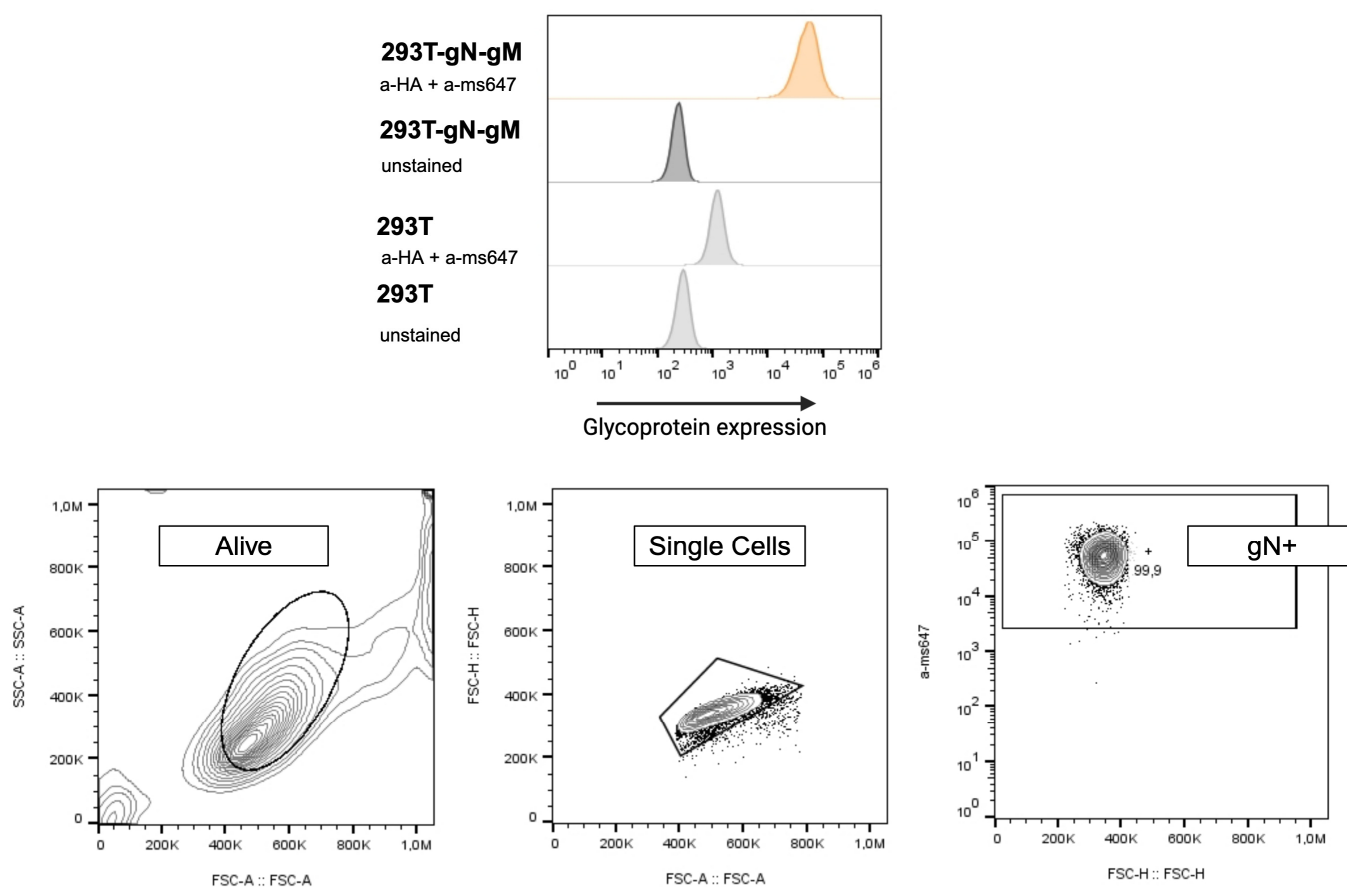 293T-gN-gM
a-HA + a-ms647
293T-gN-gM
unstained
293T
a-HA + a-ms647
293T
unstained
10^0 10^1 10^2 10^3 10^4 10^5 10^6
Glycoprotein expression
Alive
SSC-A :: SSC-A
1,0M
800K
600K
400K
200K
0
0 200K 400K 600K 800K 1,0M
FSC-A :: FSC-A
Single Cells
FSC-H :: FSC-H
1,0M
800K
600K
400K
200K
0
0 200K 400K 600K 800K 1,0M
FSC-A :: FSC-A
gN+
+
99,9
a-ms647
10^6
10^5
10^4
10^3
10^2
10^1
10^0
0 200K 400K 600K 800K 1,0M
FSC-H :: FSC-H